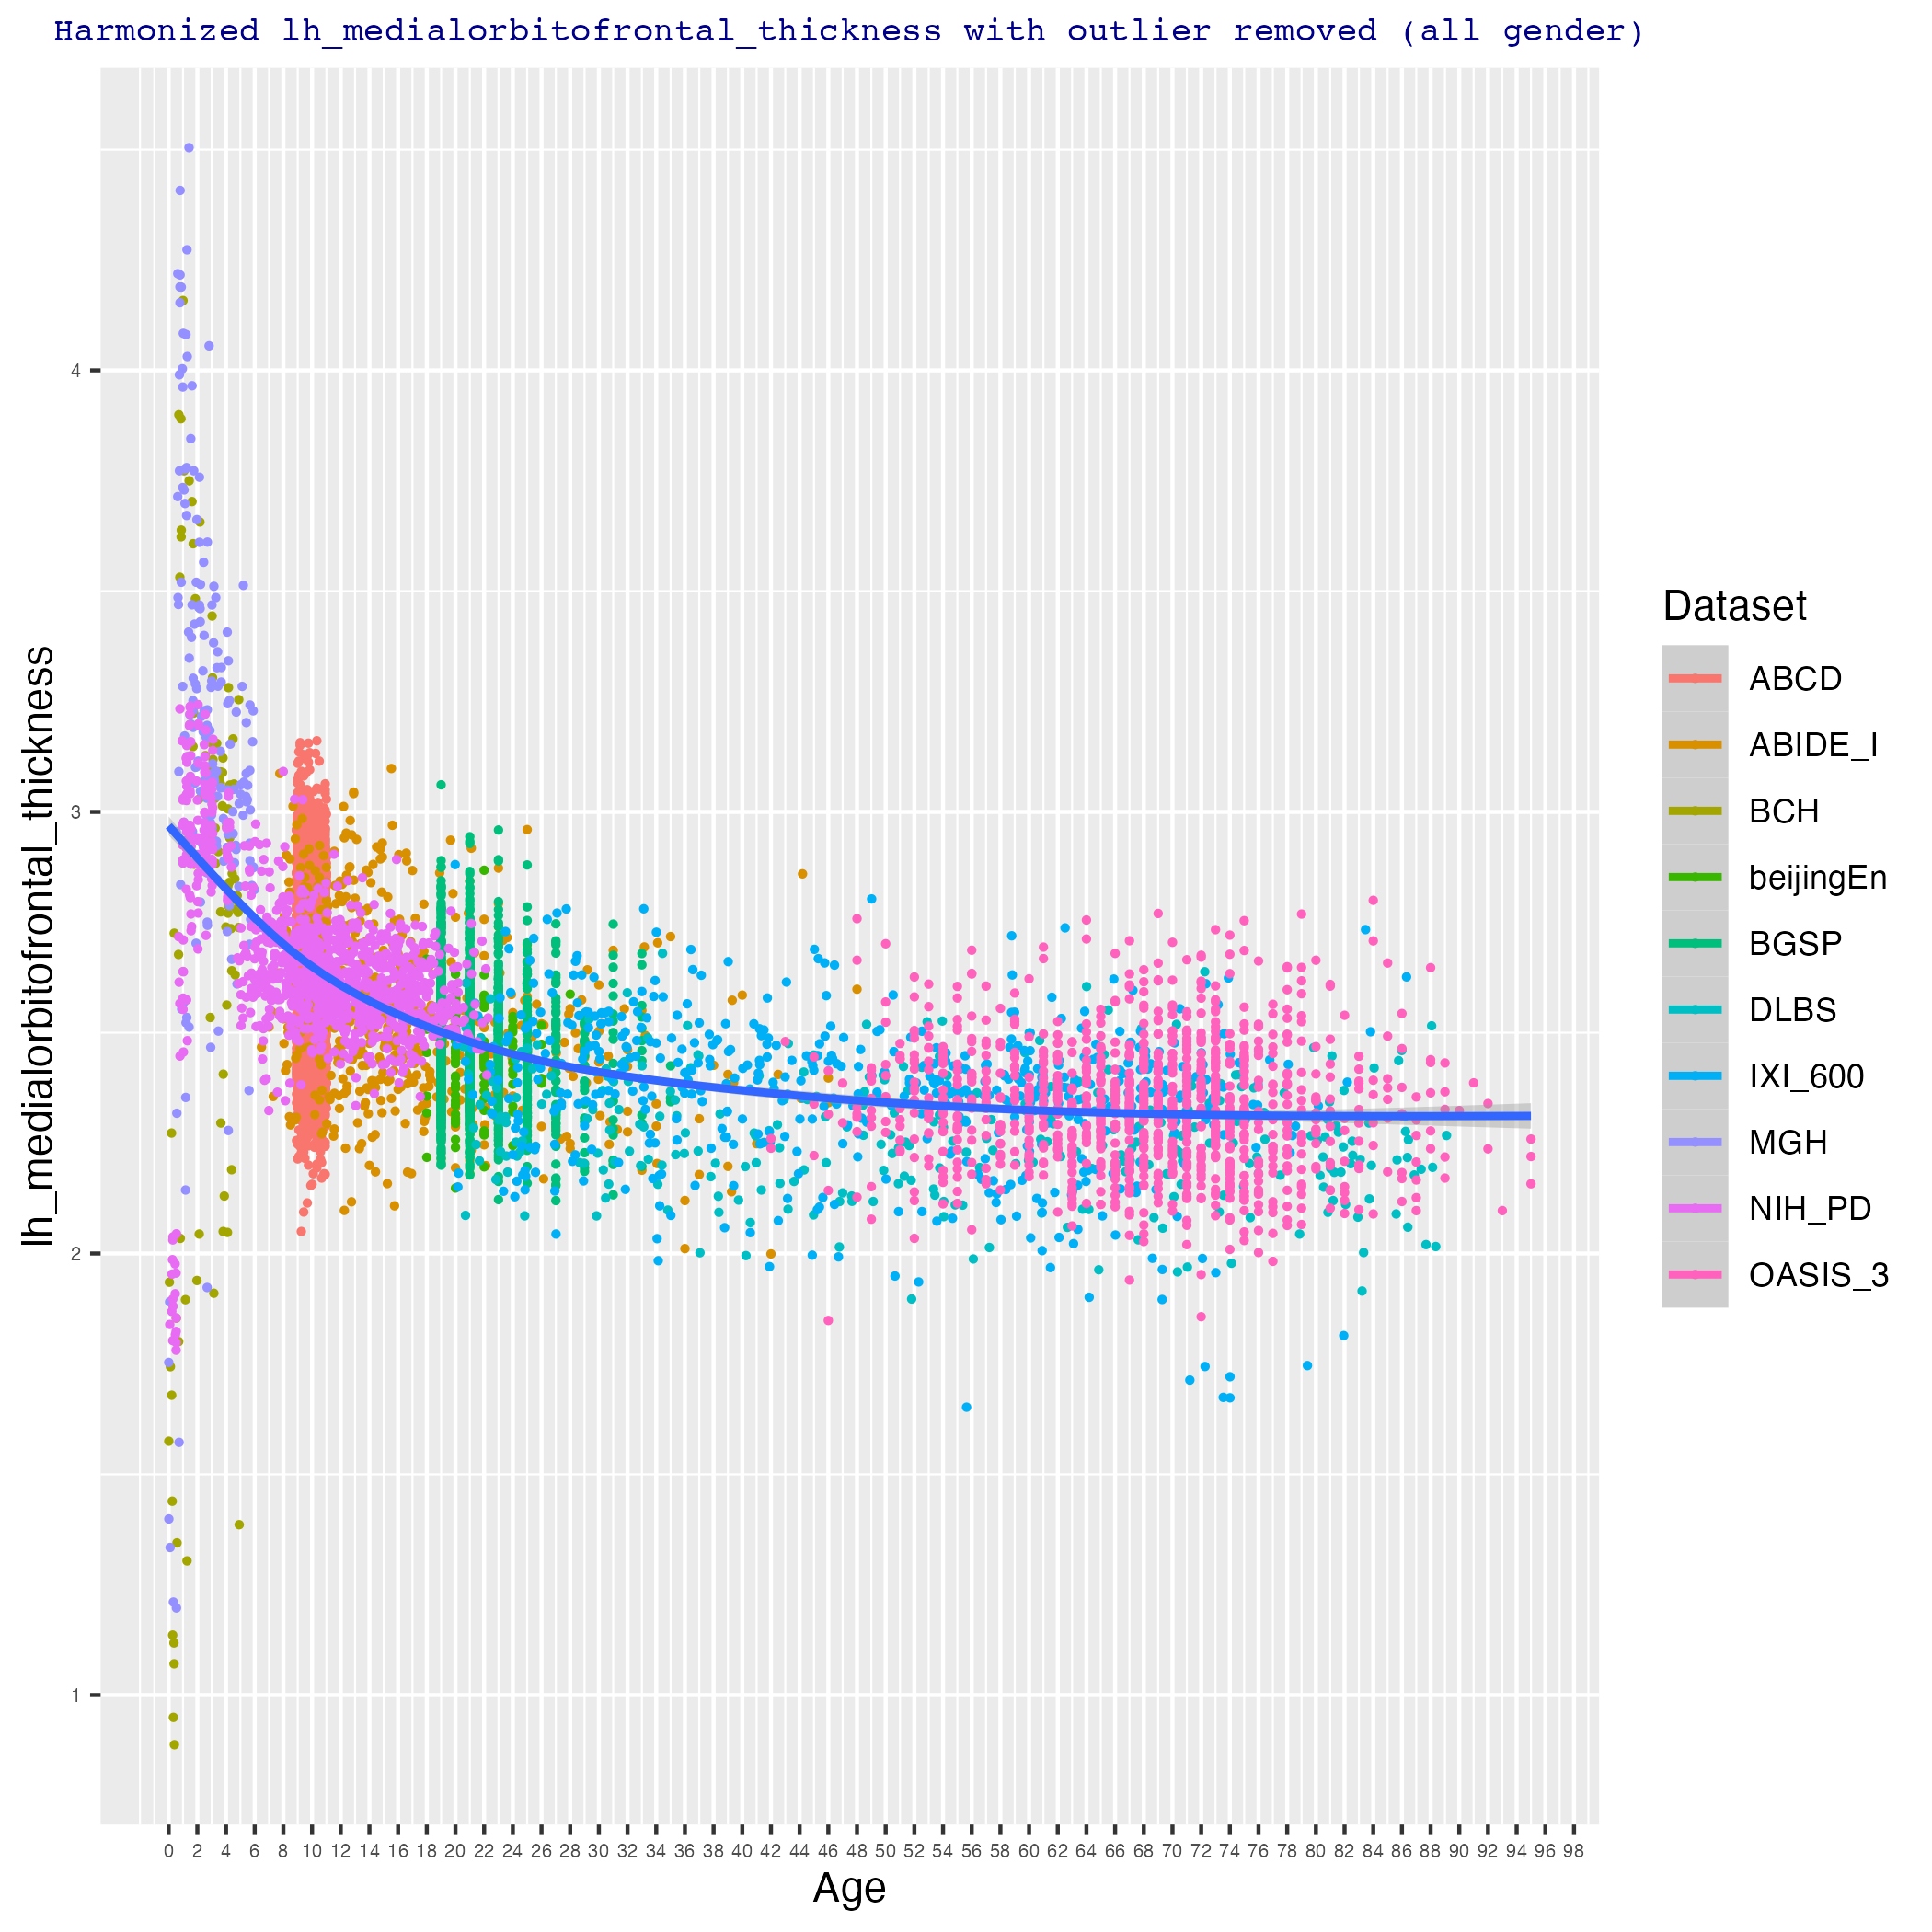 Harmonized lh_medialorbitofrontal_thickness with outlier removed (all gender)
lh_medialorbitofrontal_thickness
4
3
2
1
0 2 4 6 8 10 12 14 16 18 20 22 24 26 28 30 32 34 36 38 40 42 44 46 48 50 52 54 56 58 60 62 64 66 68 70 72 74 76 78 80 82 84 86 88 90 92 94 96 98
Age
Dataset
ABCD
ABIDE_I
BCH
beijingEn
BGSP
DLBS
IXI_600
MGH
NIH_PD
OASIS_3